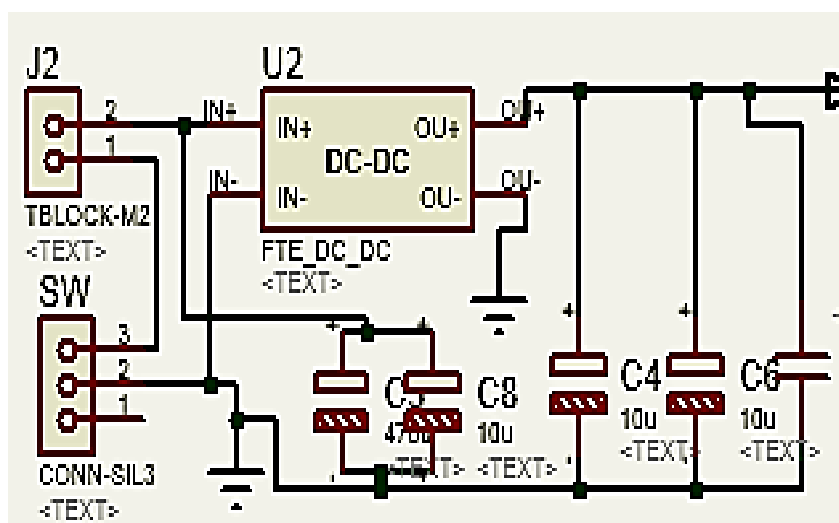 J2
2
1
TBLOCK-M2
<TEXT>
SW
3
2
1
CONN-SIL3
<TEXT>
U2
IN+
IN-
IN+
IN-
DC-DC
OU+
OU-
OU+
OU-
FTE_DC_DC
<TEXT>
+
+
<TEXT>
C8
10u
<TEXT>
+
C4
10u
<TEXT>
+
C6
10u
<TEXT>